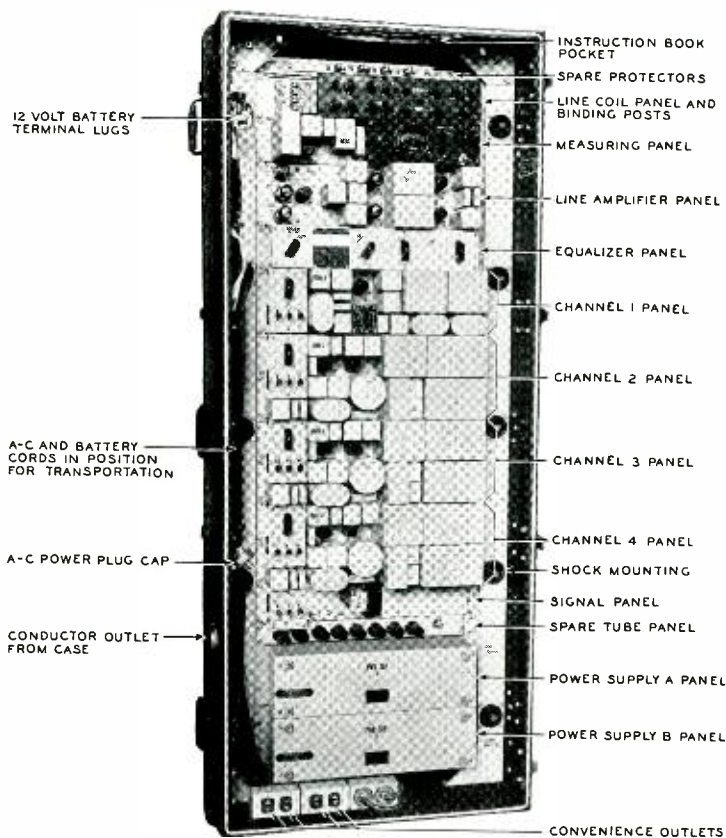 INSTRUCTION BOOK
POCKET
SPARE PROTECTORS
12 VOLT BATTERY
TERMINAL LUGS
LINE COIL PANEL AND
BINDING POSTS
MEASURING PANEL
LINE AMPLIFIER PANEL
EQUALIZER PANEL
CHANNEL 1 PANEL
CHANNEL 2 PANEL
A-C AND BATTERY
CORDS IN POSITION
FOR TRANSPORTATION
CHANNEL 3 PANEL
CHANNEL 4 PANEL
A-C POWER PLUG CAP
SHOCK MOUNTING
SIGNAL PANEL
SPARE TUBE PANEL
CONDUCTOR OUTLET
FROM CASE
POWER SUPPLY A PANEL
POWER SUPPLY B PANEL
CONVENIENCE OUTLETS